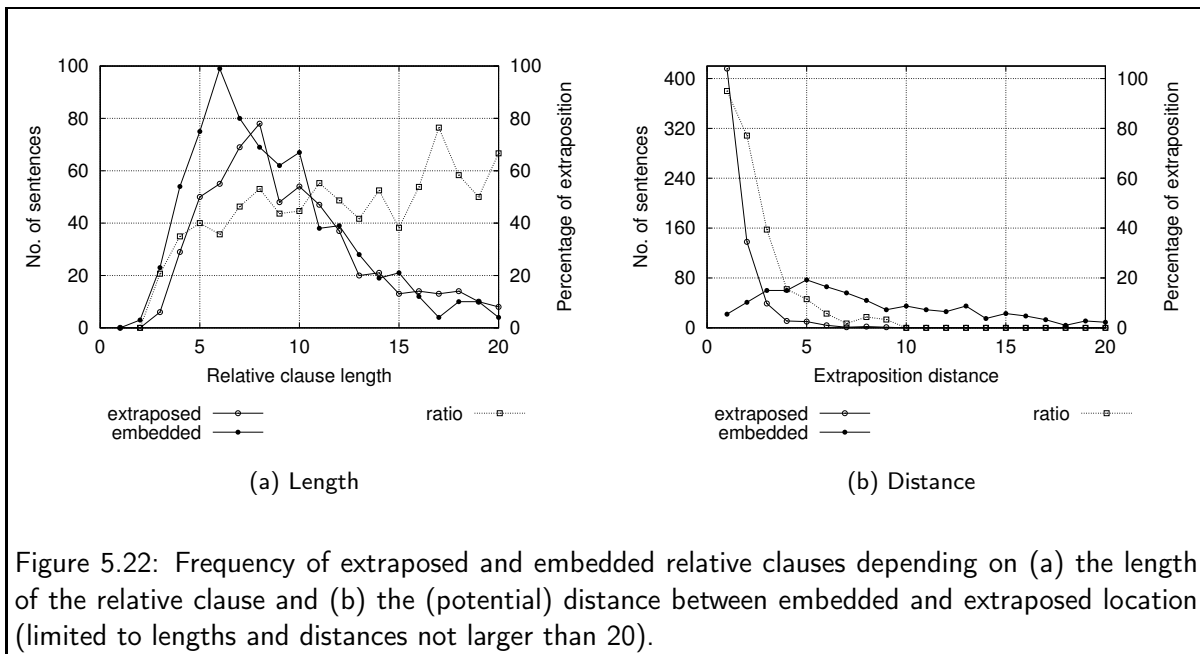 100
80
60
40
20
0
No. of sentences
100
80
60
40
20
0
Percentage of extraposition
0 5 10 15 20
Relative clause length
extraposed
embedded
ratio
(a) Length
400
320
240
160
80
0
No. of sentences
100
80
60
40
20
0
Percentage of extraposition
0 5 10 15 20
Extraposition distance
extraposed
embedded
ratio
(b) Distance
Figure 5.22: Frequency of extraposed and embedded relative clauses depending on (a) the length
of the relative clause and (b) the (potential) distance between embedded and extraposed location
(limited to lengths and distances not larger than 20).